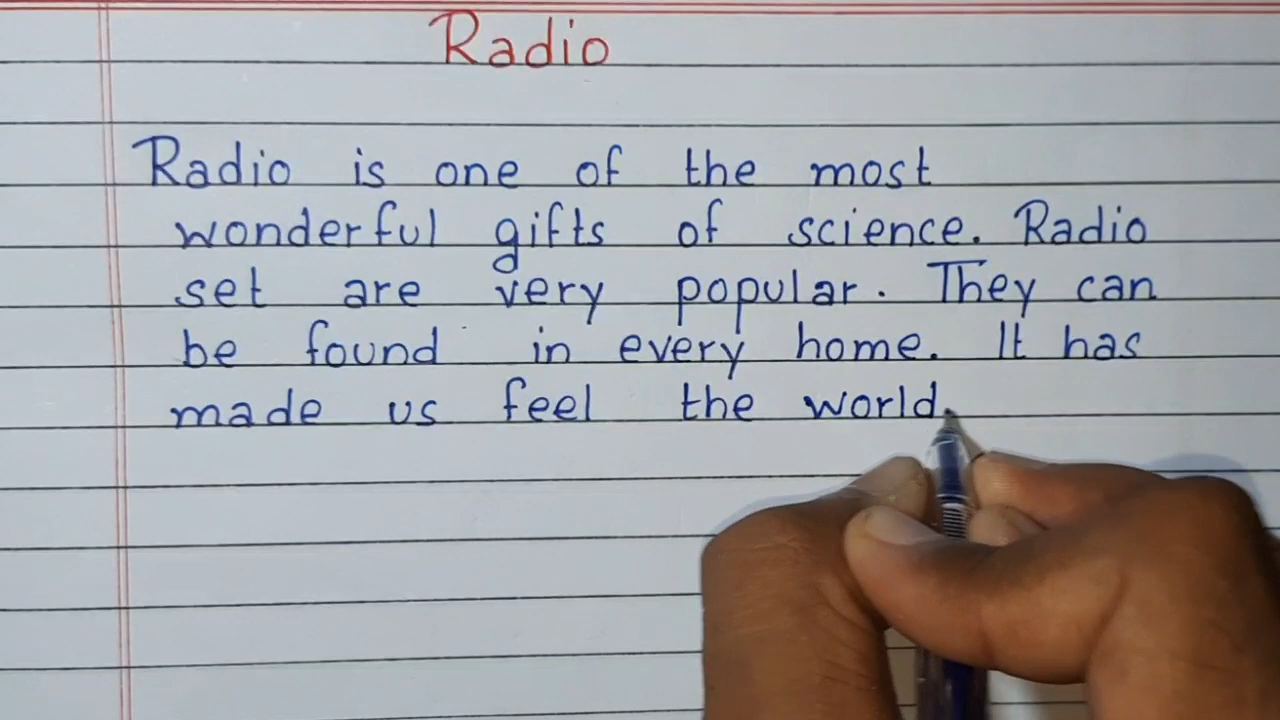 Radio
Radio is one of the most
wonderful gifts of science. Radio
set are very popular. They can
be found in every home. It has
made us feel the world